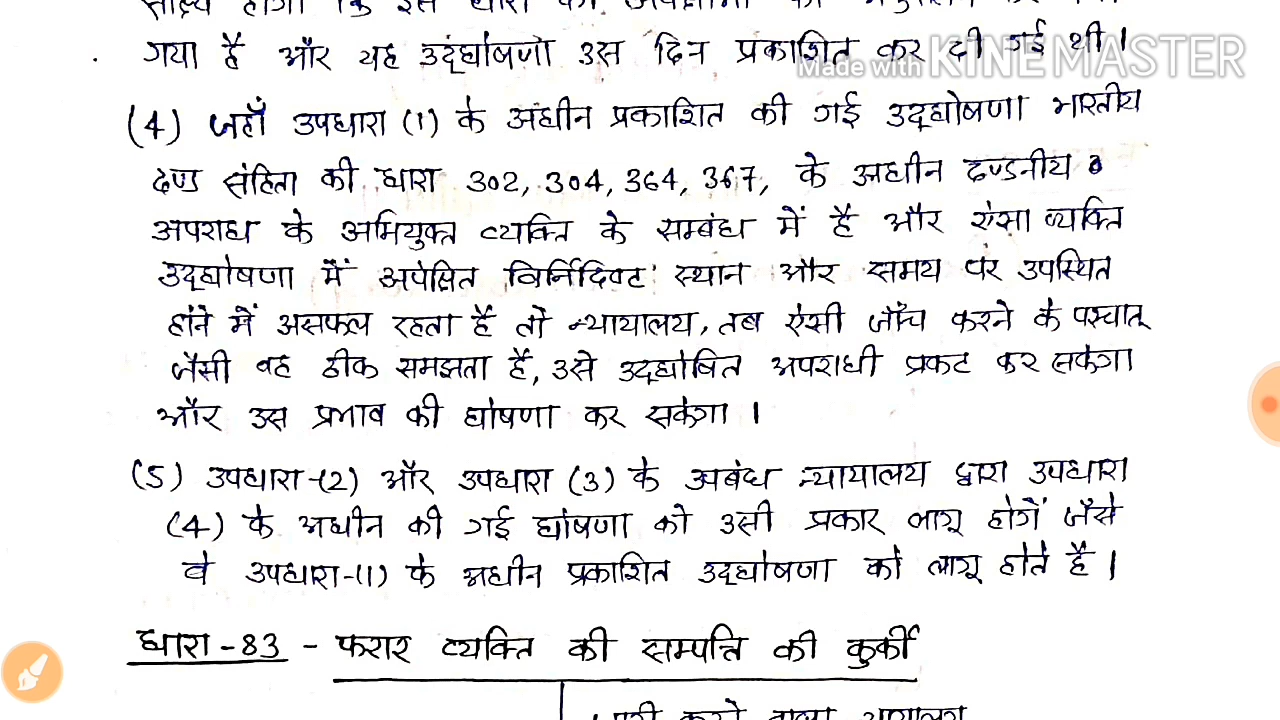 साक्ष्य होगा कि इस धारा की
गया है और यह उद्घोषणा उस दिन प्रकाशित कर दी गई थी।
Made with KINEMASTER
(4) जहाँ उपधारा (1) के अधीन प्रकाशित की गई उद्घोषणा भारतीय
दण्ड संहिता की धारा 302, 304, 364, 367, के अधीन दण्डनीय
अपराध के अभियुक्त व्यक्ति के सम्बंध में है और ऐसा व्यक्ति
उद्घोषणा में अपेक्षित विर्निदिष्ट स्थान और समय पर उपस्थित
होने में असफल रहता है तो न्यायालय, तब ऐसी जाँच करने के पश्चात्
जैसी वह ठीक समझता है, उसे उद्घोषित अपराधी प्रकट कर सकेगा
और उस प्रभाव की घोषणा कर सकेगा।
(5) उपधारा-(2) और उपधारा (3) के उपबंध न्यायालय द्वारा उपधारा
(4) के अधीन की गई घोषणा को उसी प्रकार लागू होगें जैसे
वे उपधारा-(1) के अधीन प्रकाशित उद्घोषणा को लागू होते है।
धारा-83 - फरार व्यक्ति की सम्पत्ति की कुर्की
जारी करने वाला न्यायालय